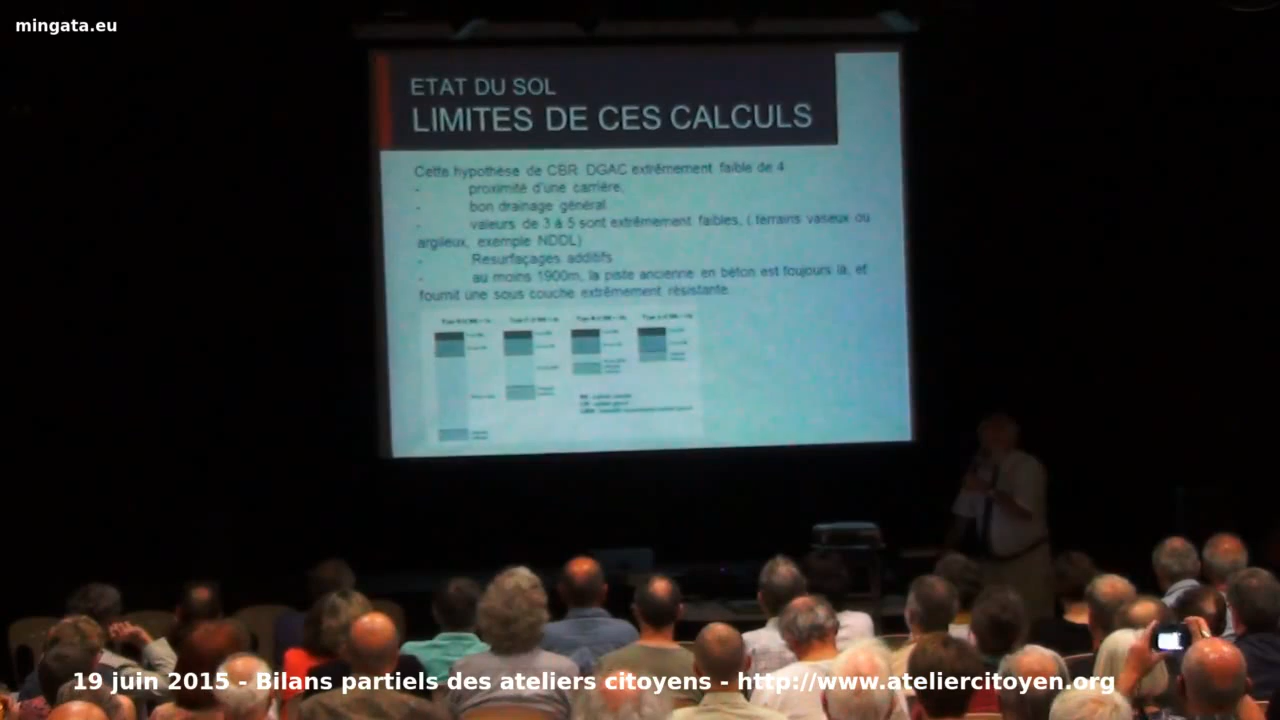 mingata.eu
ETAT DU SOL
LIMITES DE CES CALCULS
Cette hypothèse de CBR DGAC extrêmement faible de 4
- proximité d'une carrière,
- bon drainage général
- valeurs de 3 à 5 sont extrêmement faibles, ( terrains vaseux ou
argileux, exemple NDDL)
- Resurfaçages additifs
- au moins 1900m, la piste ancienne en béton est toujours là, et
fournit une sous couche extrêmement résistante.
19 juin 2015 - Bilans partiels des ateliers citoyens - http://www.ateliercitoyen.org